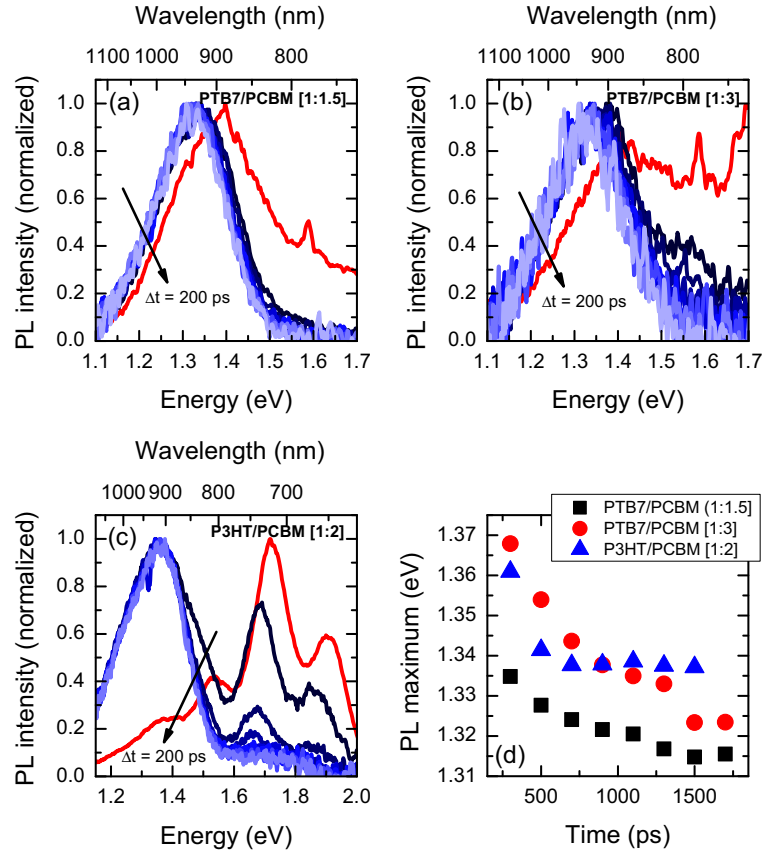 Wavelength (nm)
1100 1000 900 800
(a) PTB7/PCBM [1:1.5]
PL intensity (normalized)
1.0
0.8
0.6
0.4
0.2
0.0
Δt = 200 ps
1.1 1.2 1.3 1.4 1.5 1.6 1.7
Energy (eV)
Wavelength (nm)
1100 1000 900 800
(b) PTB7/PCBM [1:3]
PL intensity (normalized)
1.0
0.8
0.6
0.4
0.2
0.0
Δt = 200 ps
1.1 1.2 1.3 1.4 1.5 1.6 1.7
Energy (eV)
Wavelength (nm)
1000 900 800 700
(c) P3HT/PCBM [1:2]
PL intensity (normalized)
1.0
0.8
0.6
0.4
0.2
0.0
Δt = 200 ps
1.2 1.4 1.6 1.8 2.0
Energy (eV)
PTB7/PCBM (1:1.5]
PTB7/PCBM [1:3]
P3HT/PCBM [1:2]
PL maximum (eV)
1.37
1.36
1.35
1.34
1.33
1.32
1.31
(d)
500 1000 1500
Time (ps)